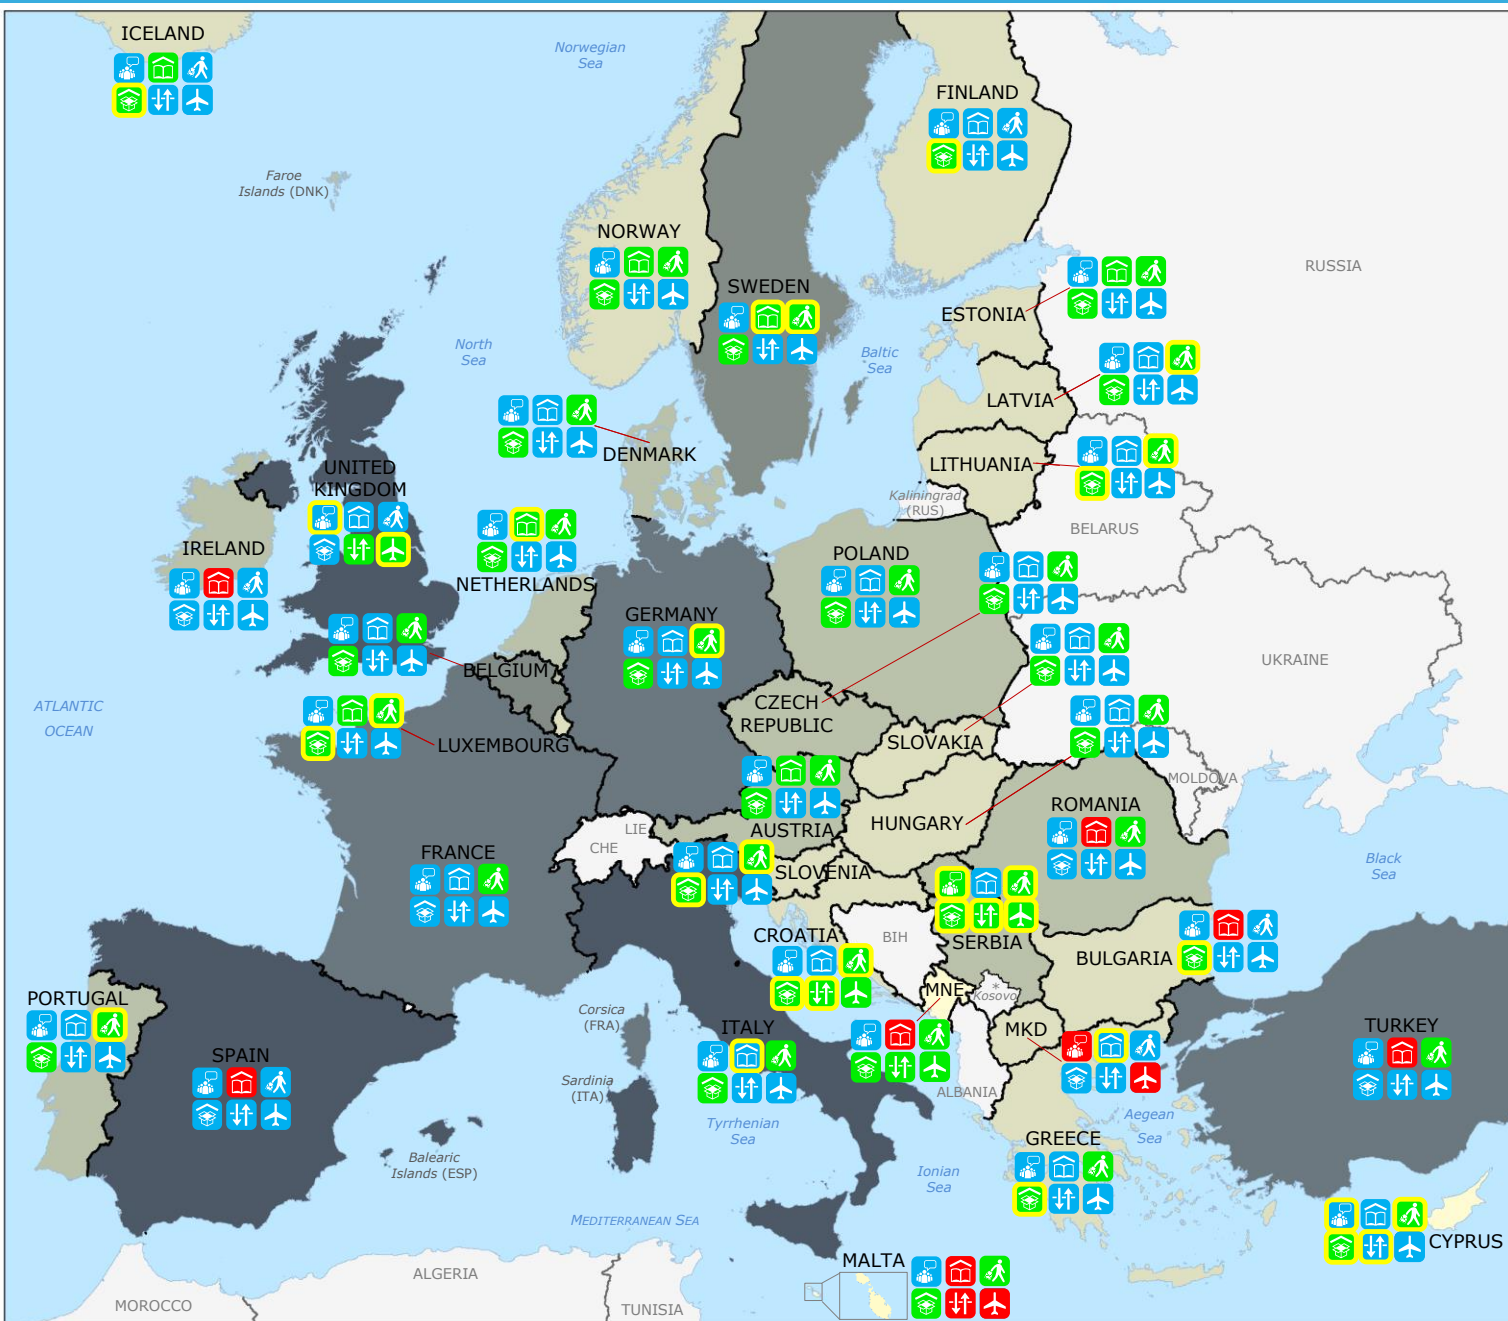 ICELAND
Norwegian
Sea
FINLAND
Faroe
Islands (DNK)
NORWAY
SWEDEN
RUSSIA
ESTONIA
North
Sea
Baltic
Sea
LATVIA
DENMARK
LITHUANIA
UNITED
KINGDOM
Kaliningrad
(RUS)
BELARUS
IRELAND
NETHERLANDS
POLAND
GERMANY
UKRAINE
BELGIUM
ATLANTIC
OCEAN
CZECH
REPUBLIC
LUXEMBOURG
SLOVAKIA
MOLDOVA
ROMANIA
HUNGARY
AUSTRIA
LIE
CHE
FRANCE
SLOVENIA
Black
Sea
CROATIA
BIH
SERBIA
BULGARIA
PORTUGAL
MNE
*
Kosovo
Corsica
(FRA)
ITALY
MKD
TURKEY
SPAIN
Sardinia
(ITA)
ALBANIA
Tyrrhenian
Sea
Aegean
Sea
GREECE
Balearic
Islands (ESP)
Ionian
Sea
MEDITERRANEAN SEA
CYPRUS
MALTA
ALGERIA
MOROCCO
TUNISIA